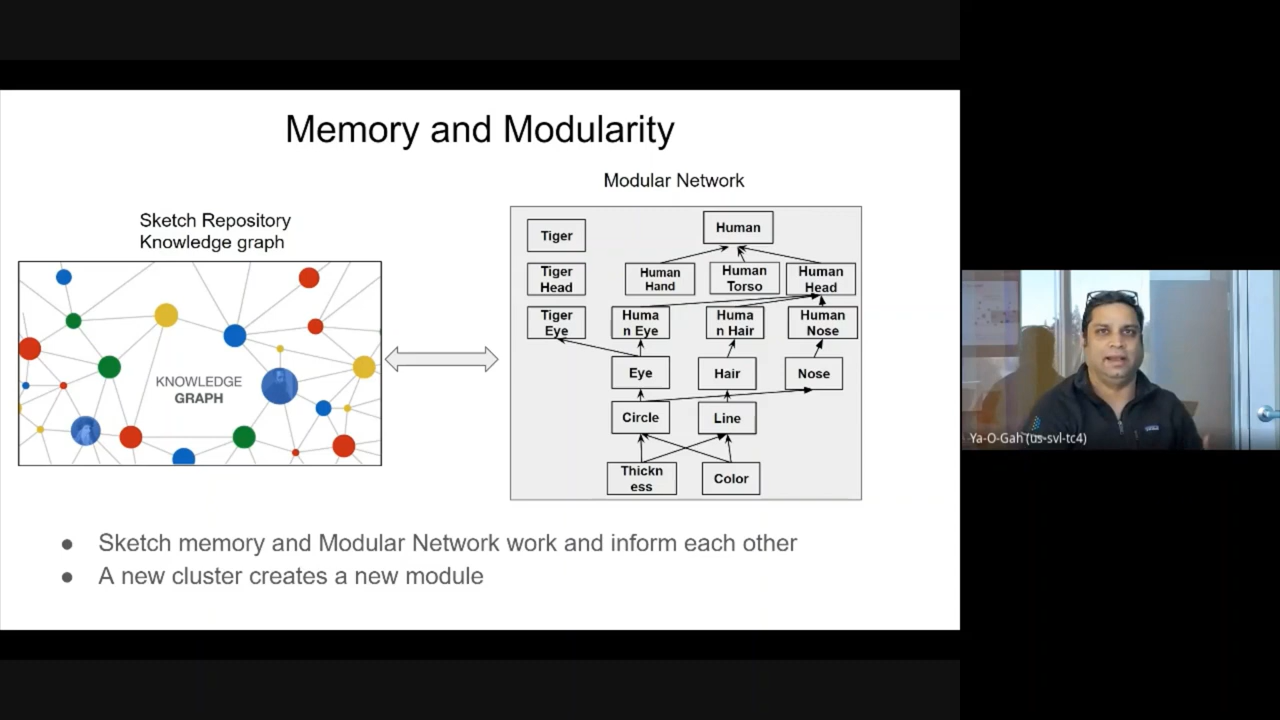 Memory and Modularity
Modular Network
Sketch Repository
Knowledge graph
KNOWLEDGE
GRAPH
Tiger
Human
Tiger
Head
Human
Hand
Human
Torso
Human
Head
Tiger
Eye
Huma
n Eye
Huma
n Hair
Human
Nose
Eye
Hair
Nose
Circle
Line
Thickn
ess
Color
● Sketch memory and Modular Network work and inform each other
● A new cluster creates a new module
Ya-O-Gah (us-svl-tc4)